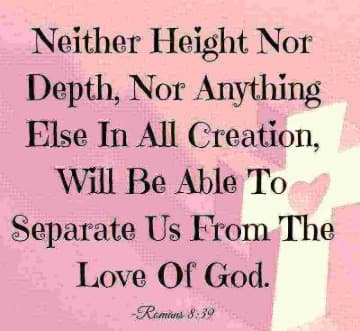 Neither Height Nor
Depth, Nor Anything
Else In All Creation,
Will Be Able To
Separate Us From The
Love Of God.
-Romans 8:39